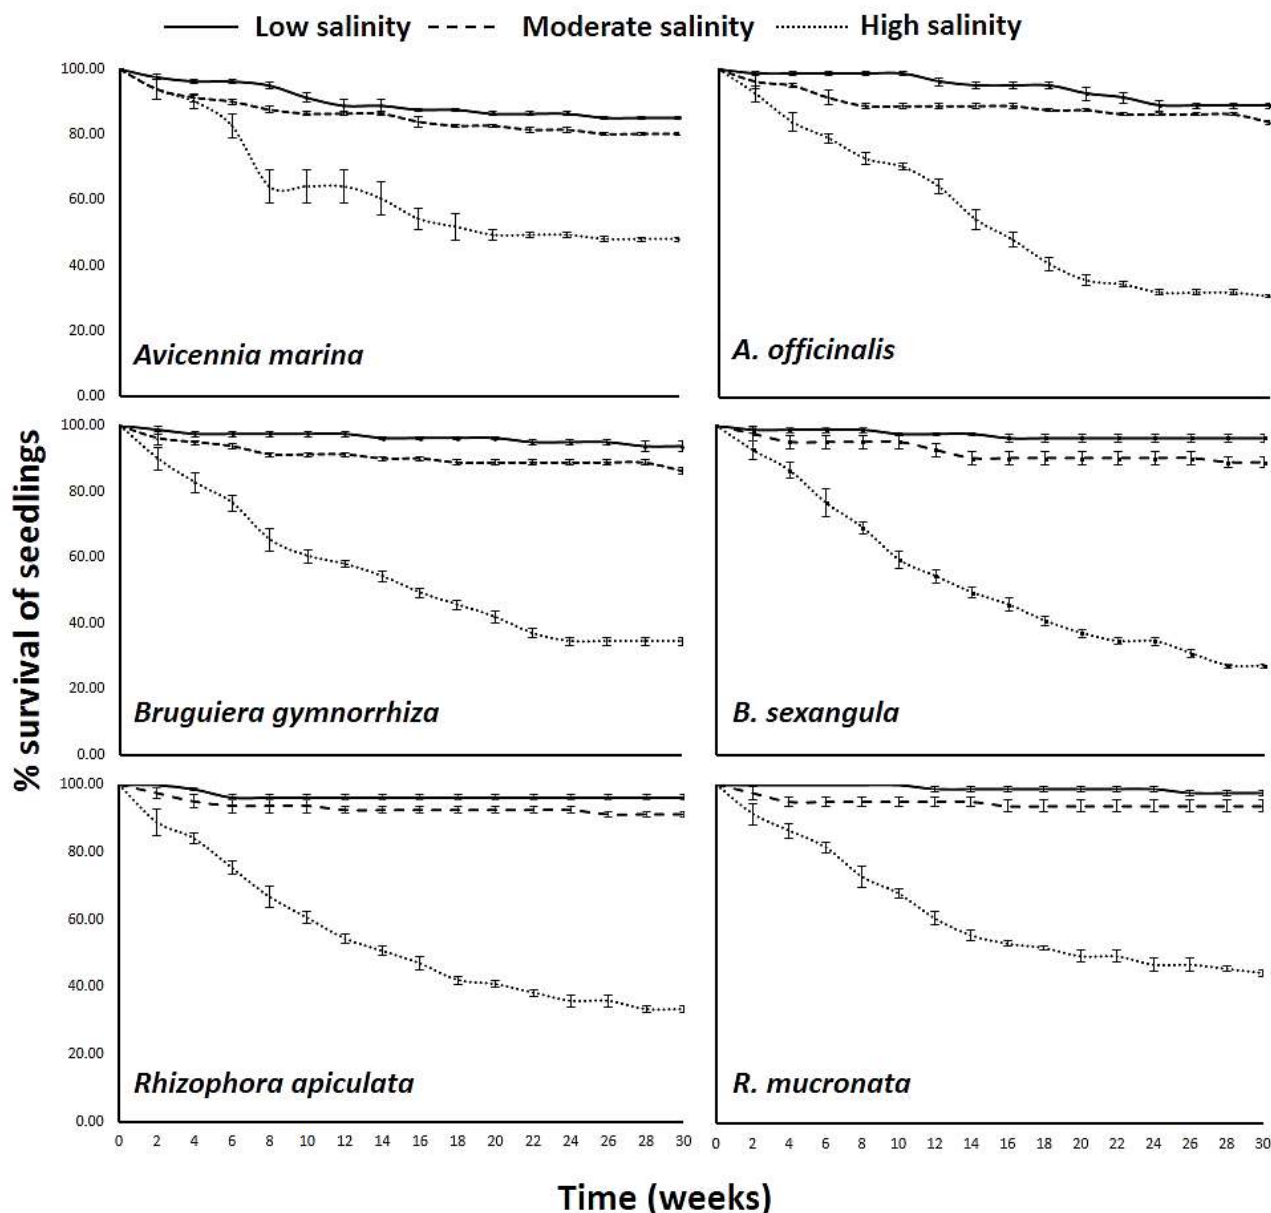 Low salinity Moderate salinity High salinity
100.00
80.00
60.00
40.00
20.00
0.00
Avicennia marina
A. officinalis
100.00
80.00
60.00
40.00
20.00
0.00
Bruguiera gymnorrhiza
B. sexangula
100.00
80.00
60.00
40.00
20.00
0.00
Rhizophora apiculata
R. mucronata
% survival of seedlings
0 2 4 6 8 10 12 14 16 18 20 22 24 26 28 30
0 2 4 6 8 10 12 14 16 18 20 22 24 26 28 30
Time (weeks)